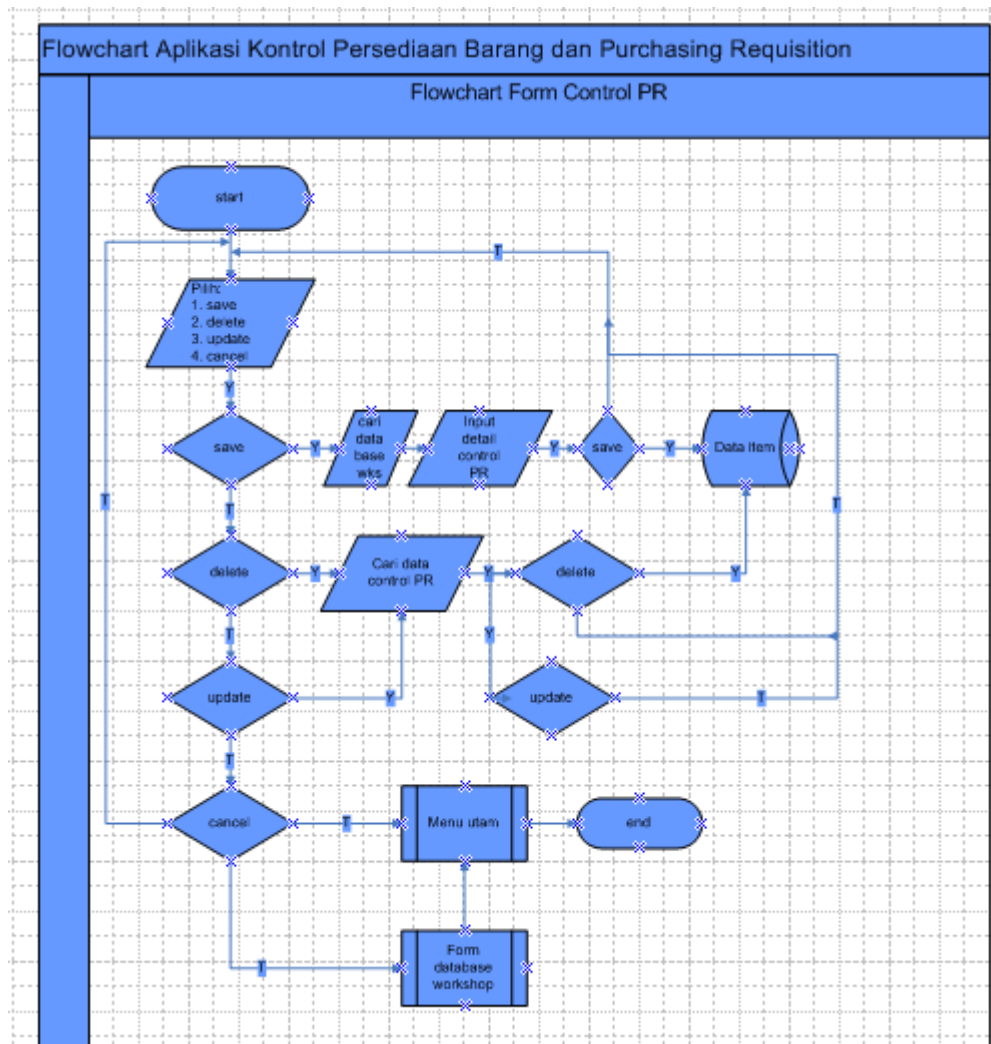 Flowchart Aplikasi Kontrol Persediaan Barang dan Purchasing Requisition
Flowchart Form Control PR
start
T
Pilih:
1. save
2. delete
3. update
4. cancel
Y
save
Y
cari
data
base
wks
Input
detail
control
PR
Y
save
Y
Data Item
T
T
T
delete
Y
Cari data
control PR
Y
delete
Y
T
Y
update
Y
update
T
T
cancel
T
Menu utam
end
T
Form
database
workshop